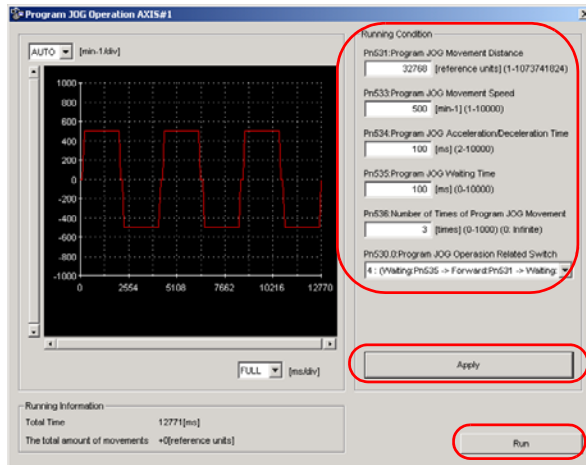 Program JOG Operation AXIS#1
AUTO [min-1/div]
1000
800
600
400
200
0
-200
-400
-600
-800
-1000
0 2554 5108 7662 10216 12770
FULL [ms/div]
Running Condition
Pn531:Program JOG Movement Distance
32768 [reference units] (1-1073741824)
Pn533:Program JOG Movement Speed
500 [min-1] (1-10000)
Pn534:Program JOG Acceleration/Deceleration Time
100 [ms] (2-10000)
Pn535:Program JOG Waiting Time
100 [ms] (0-10000)
Pn536:Number of Times of Program JOG Movement
3 [times] (0-1000) (0: Infinite)
Pn530.0:Program JOG Operasion Related Switch
4 : (Waiting:Pn535 -> Forward:Pn531 -> Waiting:
Apply
Running Information
Total Time 12771[ms]
The total amount of movements +0[reference units]
Run